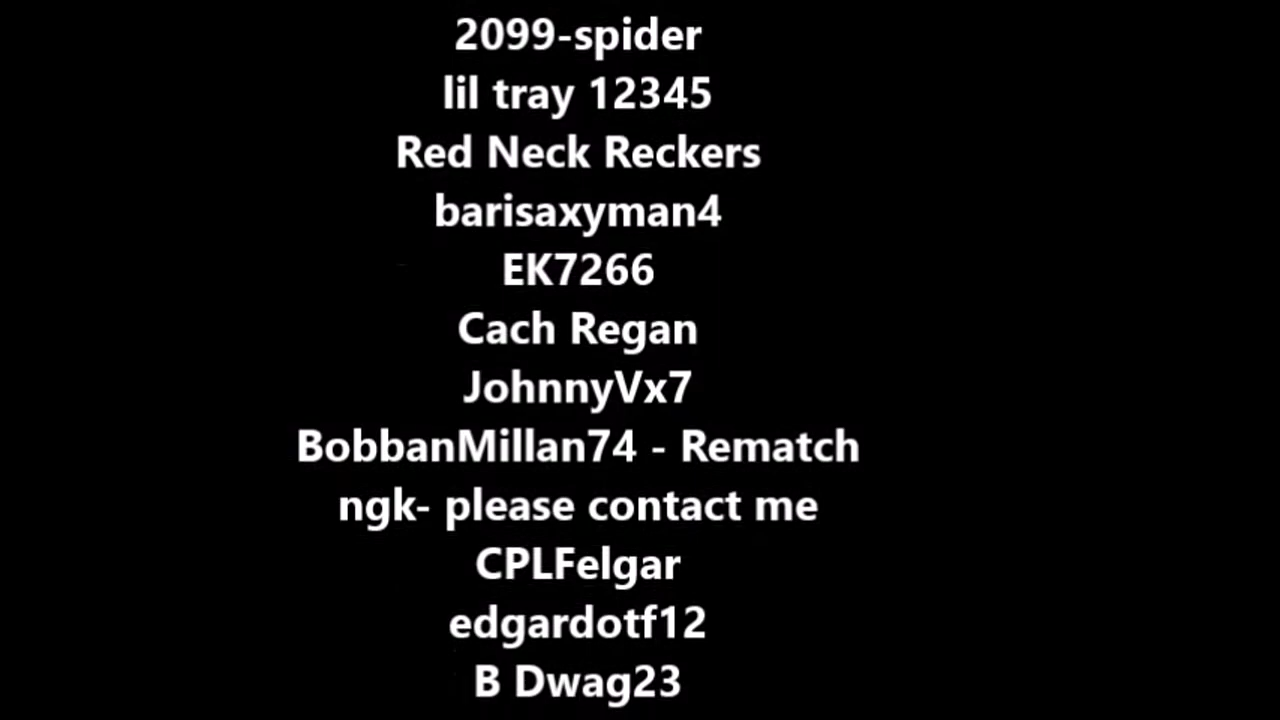 2099-spider
lil tray 12345
Red Neck Reckers
barisaxyman4
EK7266
Cach Regan
JohnnyVx7
BobbanMillan74 - Rematch
ngk- please contact me
CPLFelgar
edgardotf12
B Dwag23